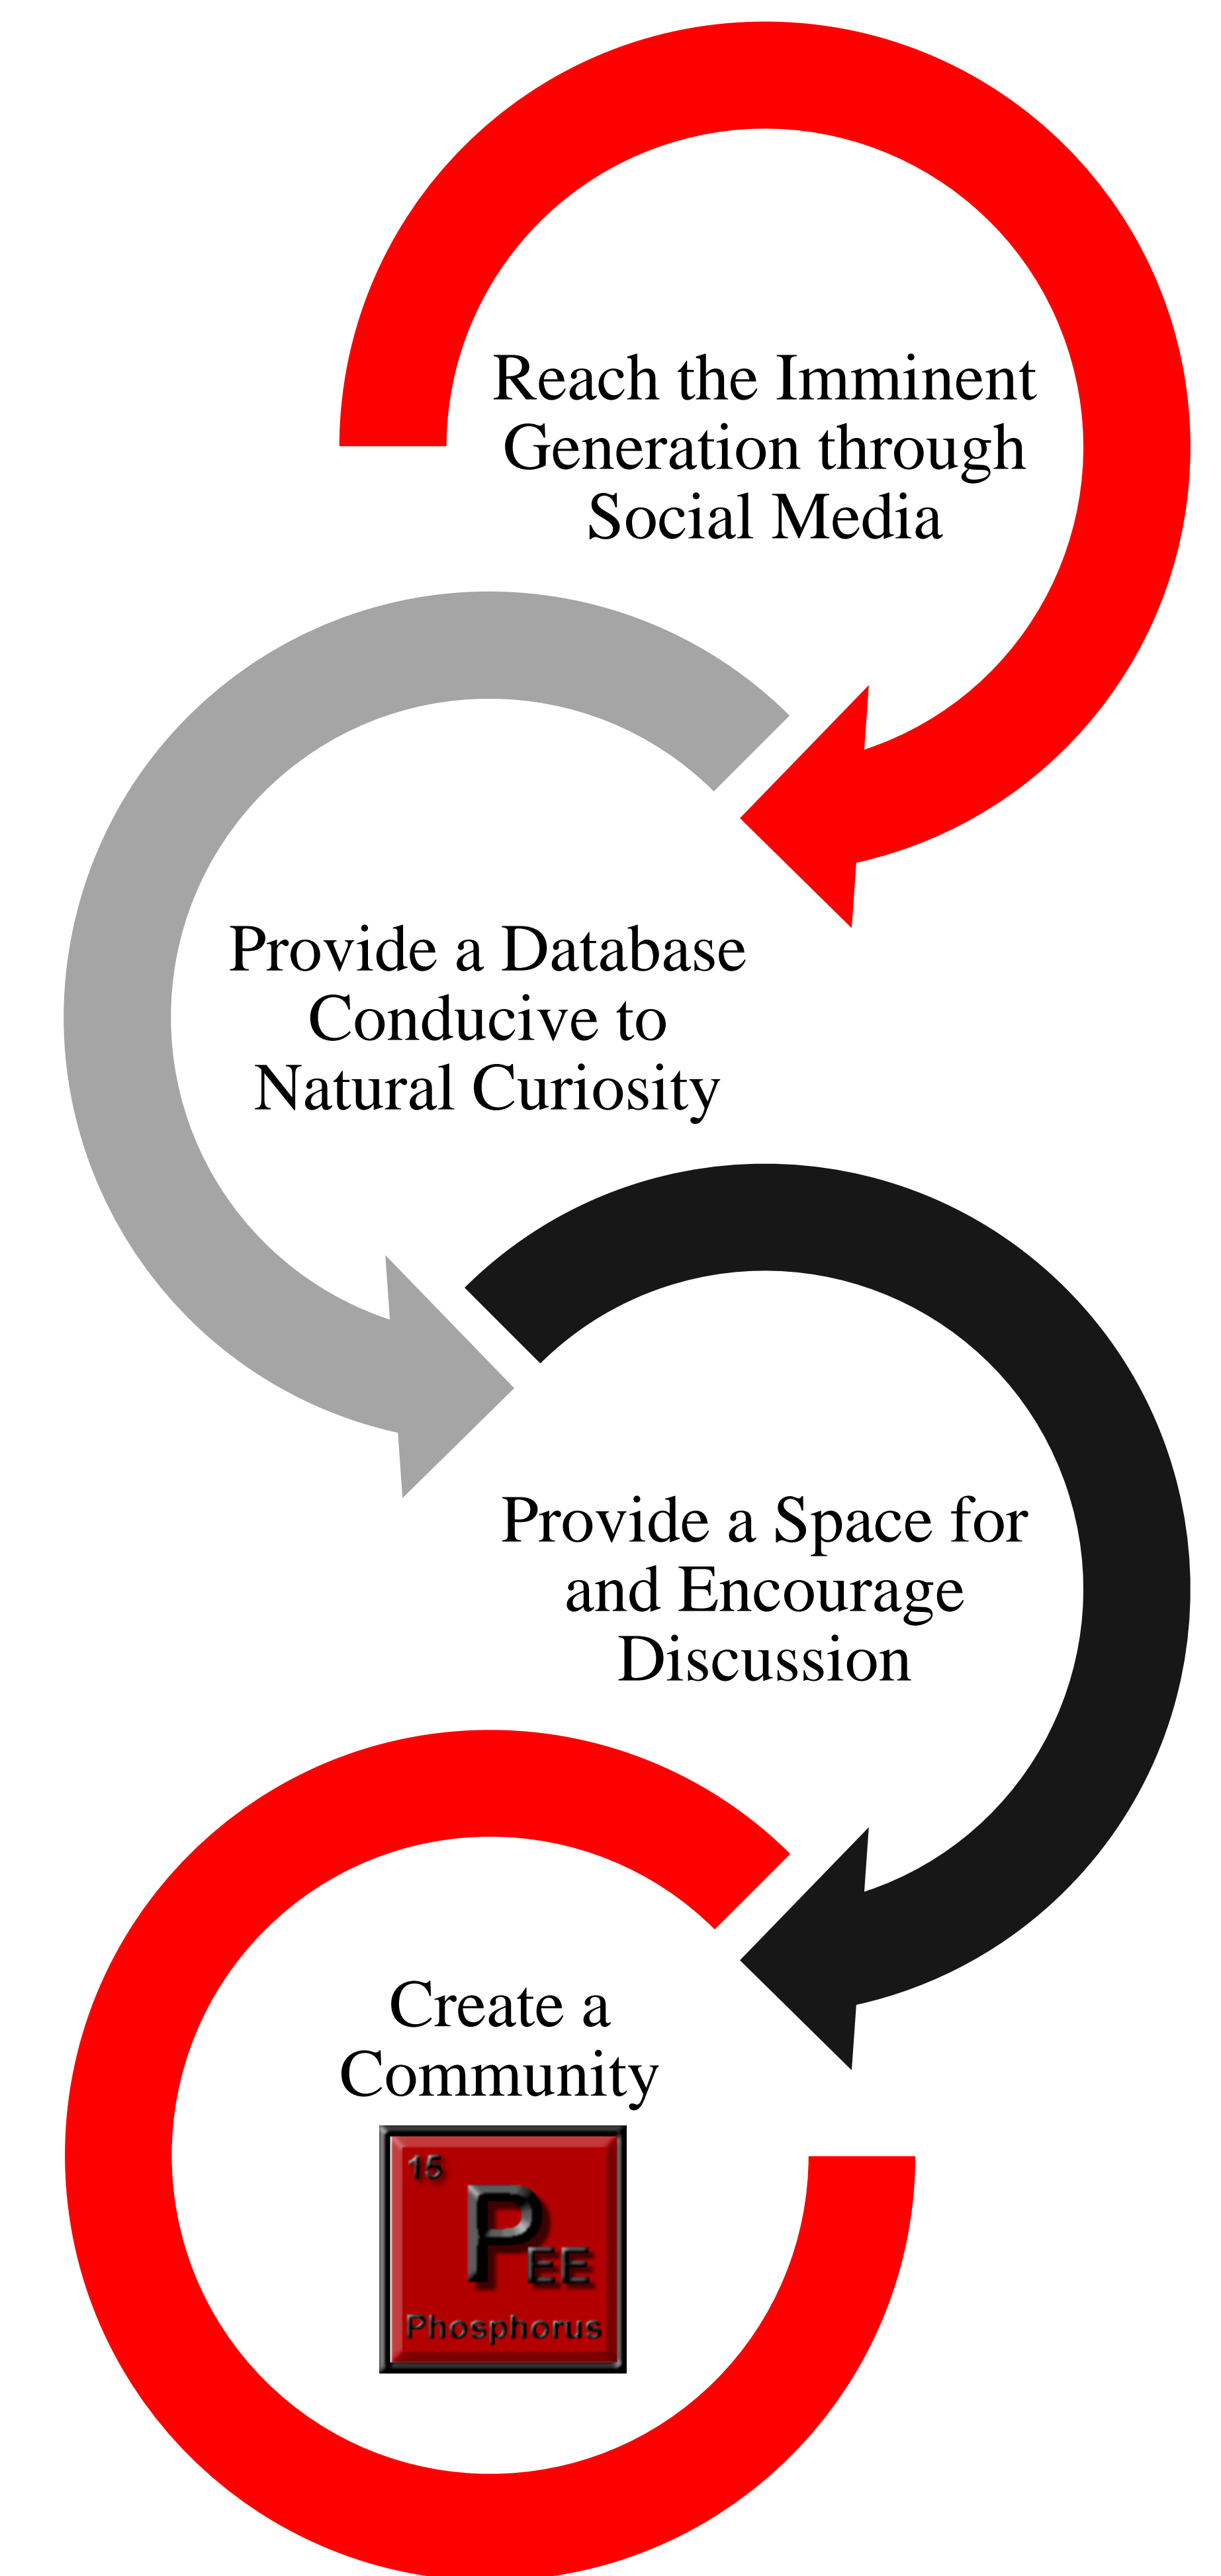 Reach the Imminent
Generation through
Social Media
Provide a Database
Conducive to
Natural Curiosity
Provide a Space for
and Encourage
Discussion
Create a
Community
15
PEE
Phosphorus